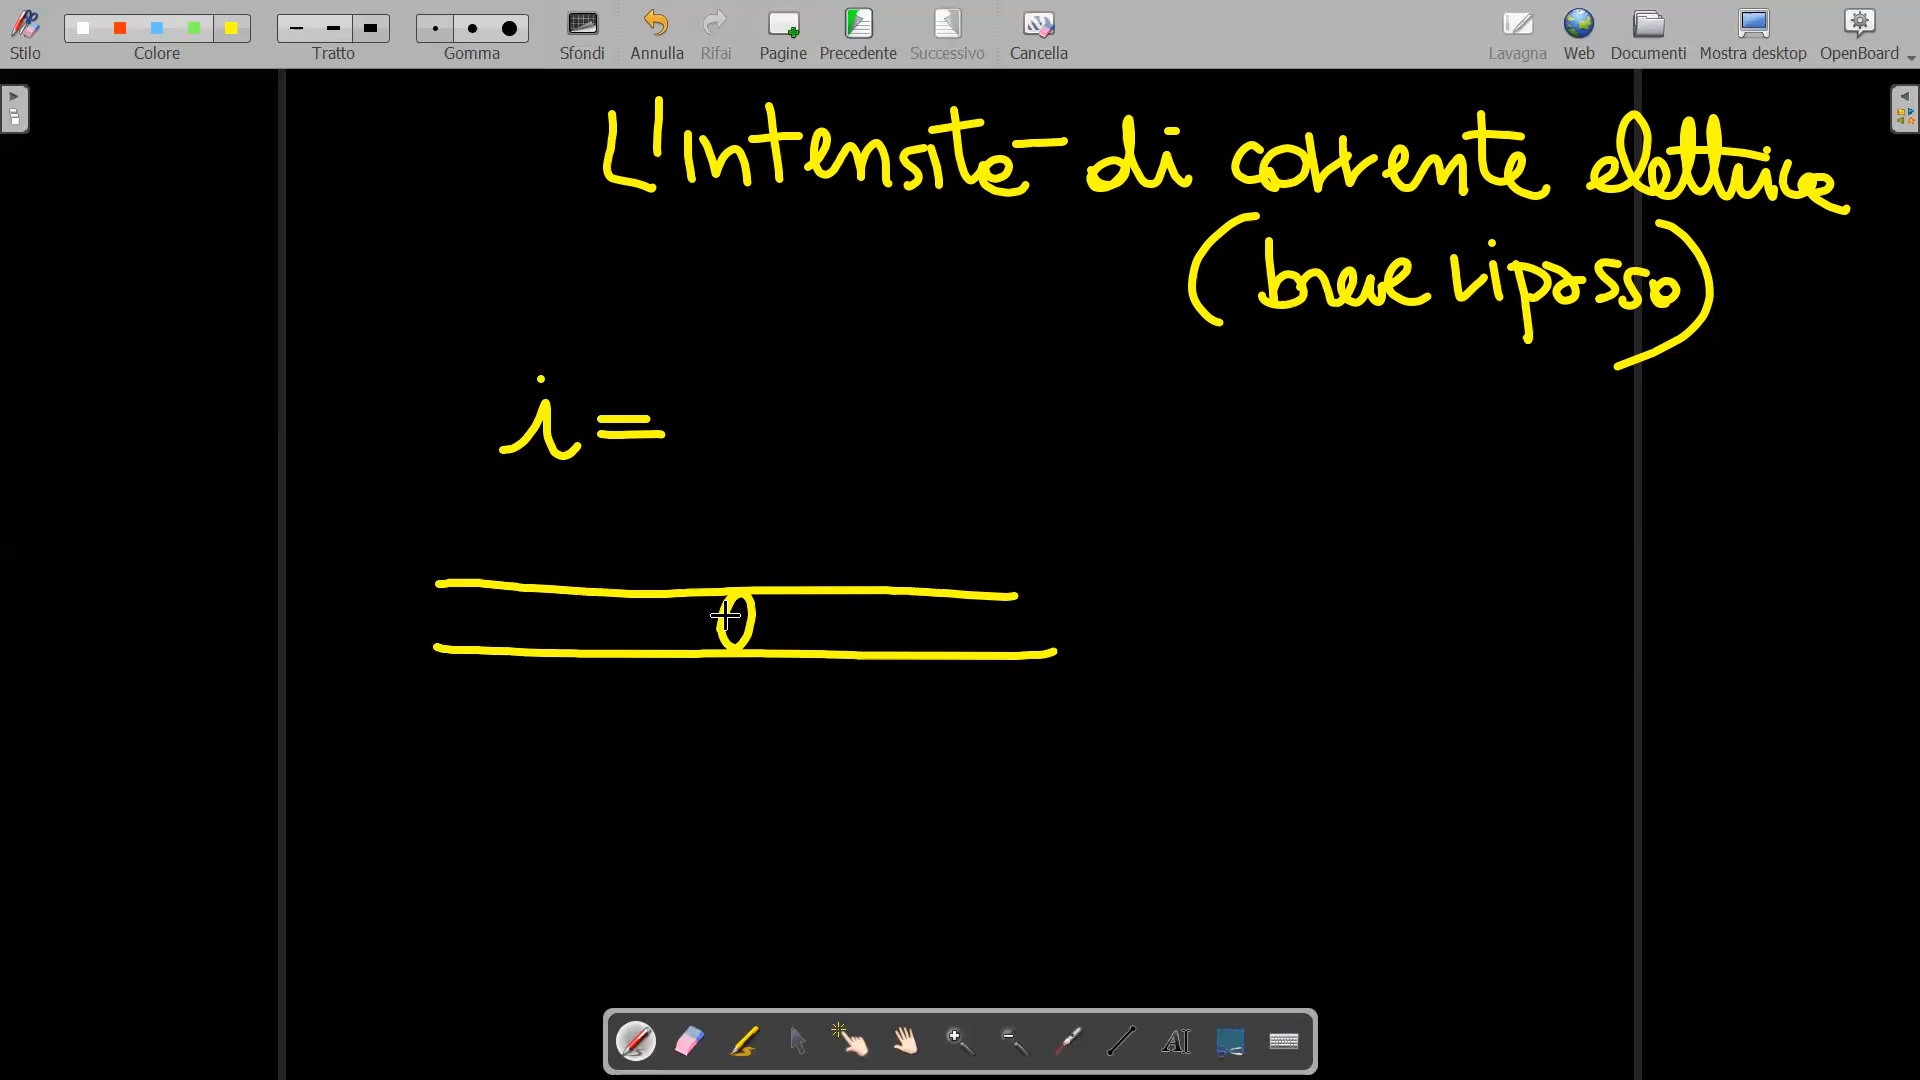 Stilo Colore Tratto Gomma Sfondi Annulla Rifai Pagine Precedente Successivo Cancella Lavagna Web Documenti Mostra desktop OpenBoard
L'intensità di corrente elettrica
(breve ripasso)
i =
AI